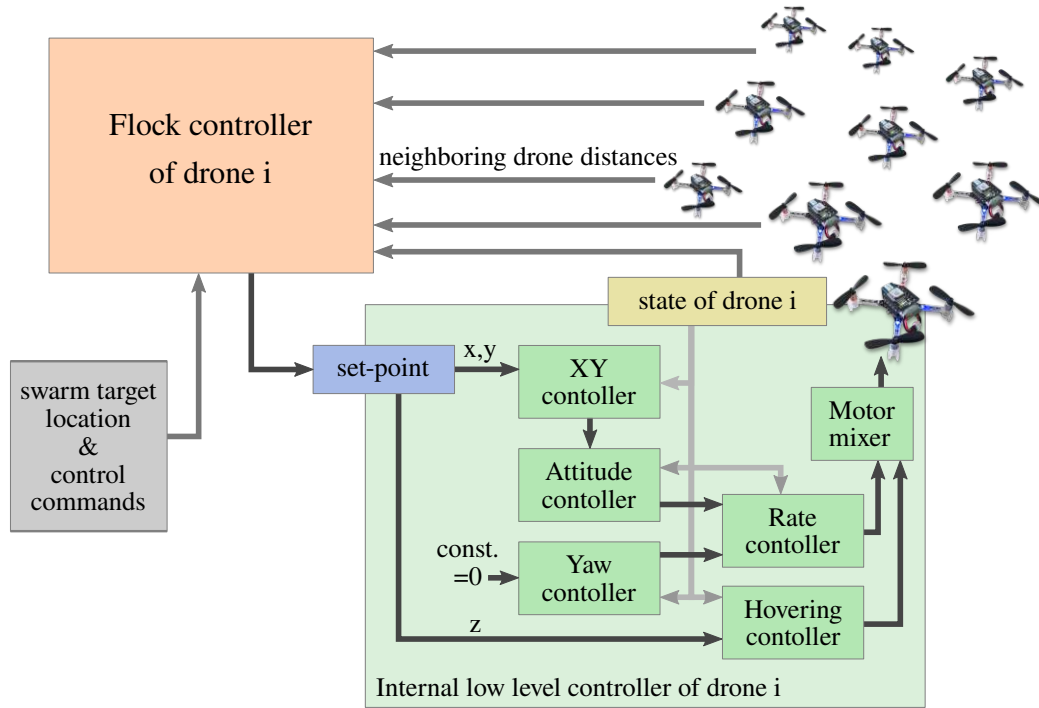 Flock controller
of drone i
neighboring drone distances
state of drone i
swarm target
location
&
control
commands
set-point
x,y
XY
contoller
Motor
mixer
Attitude
contoller
Rate
contoller
const.
=0
Yaw
contoller
Hovering
contoller
z
Internal low level controller of drone i